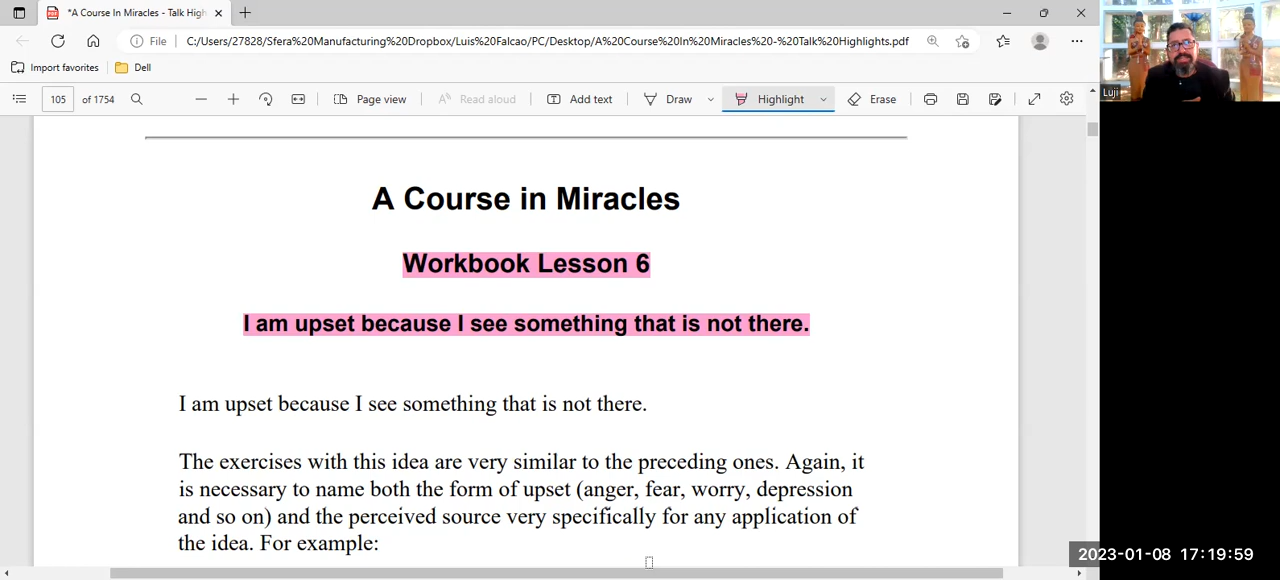 *A Course In Miracles - Talk High
File
C:/Users/27828/Sfera%20Manufacturing%20Dropbox/Luis%20Falcao/PC/Desktop/A%20Course%20In%20Miracles%20-%20Talk%20Highlights.pdf
Import favorites
Dell
105 of 1754
Page view
Read aloud
Add text
Draw
Highlight
Erase
Luji
A Course in Miracles
Workbook Lesson 6
I am upset because I see something that is not there.
I am upset because I see something that is not there.
The exercises with this idea are very similar to the preceding ones. Again, it
is necessary to name both the form of upset (anger, fear, worry, depression
and so on) and the perceived source very specifically for any application of
the idea. For example:
2023-01-08 17:19:59